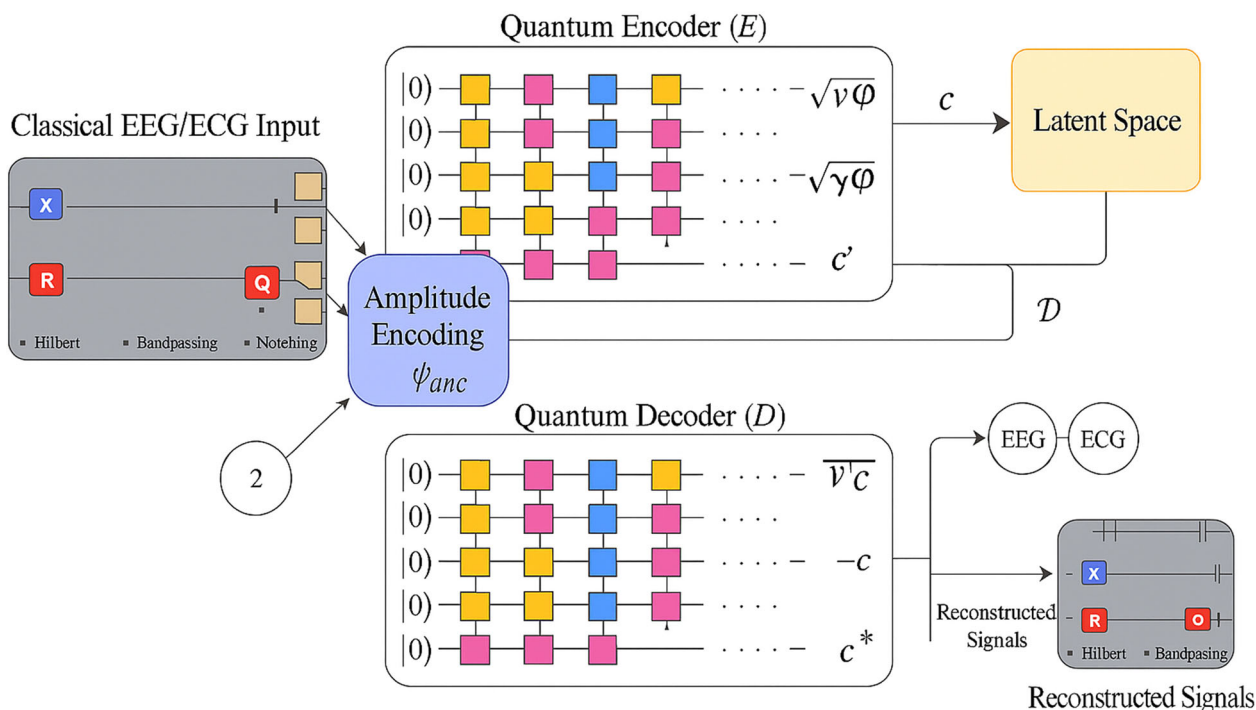 Quantum Encoder (E)
|0⟩ · · · · – √vφ
|0⟩ · · · ·
|0⟩ · · · · – √γφ
|0⟩ · · · ·
· · · · – c’
c
Latent Space
Classical EEG/ECG Input
X
R
Q
▪ Hilbert ▪ Bandpassing ▪ Notehing
Amplitude
Encoding
ψanc
D
2
Quantum Decoder (D)
|0⟩ · · · · – v'c
|0⟩ · · · ·
|0⟩ · · · · – –c
|0⟩ · · · ·
|0⟩ · · · · – c*
EEG
ECG
Reconstructed
Signals
X
R
O
▪ Hilbert ▪ Bandpasing
Reconstructed Signals